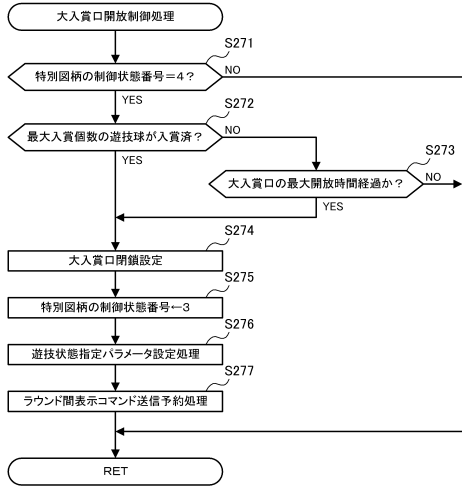 大入賞口開放制御処理
S271
特別図柄の制御状態番号＝4？
NO
YES
S272
最大入賞個数の遊技球が入賞済？
NO
YES
S273
大入賞口の最大開放時間経過か？
NO
YES
S274
大入賞口閉鎖設定
S275
特別図柄の制御状態番号←3
S276
遊技状態指定パラメータ設定処理
S277
ラウンド間表示コマンド送信予約処理
RET